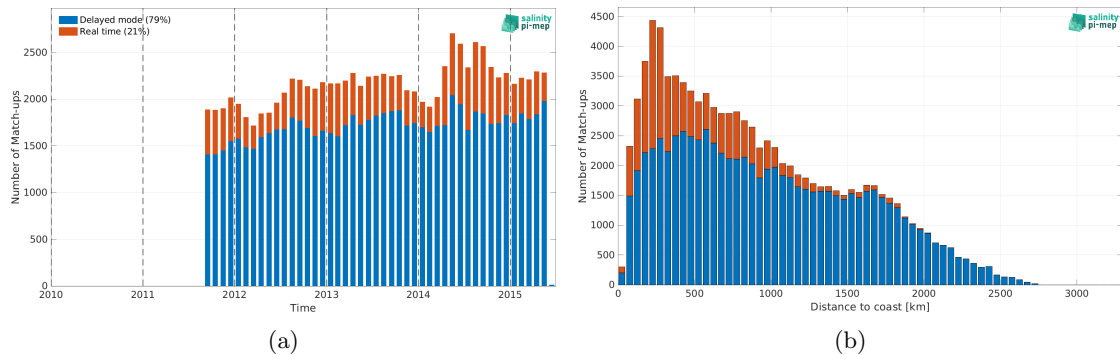 Delayed mode (79%)
Real time (21%)
salinity
pi-mep
Number of Match-ups
2500
2000
1500
1000
500
0
2010
2011
2012
2013
2014
2015
Time
(a)
salinity
pi-mep
Number of Match-ups
4500
4000
3500
3000
2500
2000
1500
1000
500
0
0
500
1000
1500
2000
2500
3000
Distance to coast [km]
(b)